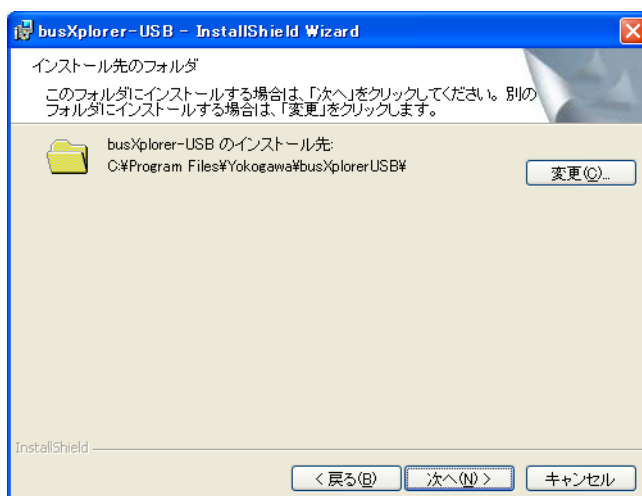 busXplorer-USB - InstallShield Wizard
インストール先のフォルダ
このフォルダにインストールする場合は、「次へ」をクリックしてください。別の
フォルダにインストールする場合は、「変更」をクリックします。
busXplorer-USB のインストール先:
C:¥Program Files¥Yokogawa¥busXplorerUSB¥
変更(C)...
InstallShield
< 戻る(B)
次へ(N) >
キャンセル